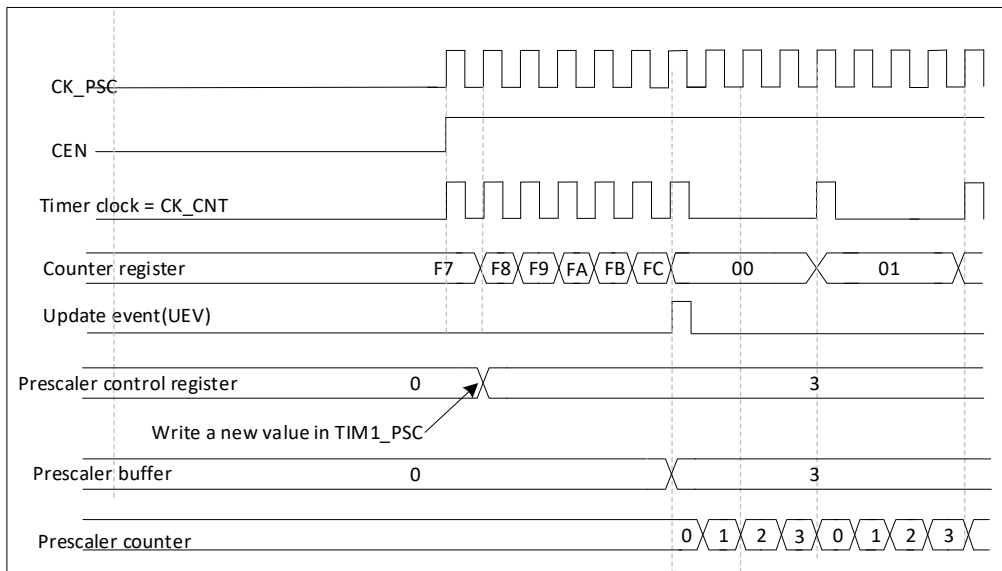 CK_PSC
CEN
Timer clock = CK_CNT
Counter register F7 F8 F9 FA FB FC 00 01
Update event(UEV)
Prescaler control register 0 3
Write a new value in TIM1_PSC
Prescaler buffer 0 3
Prescaler counter 0 1 2 3 0 1 2 3